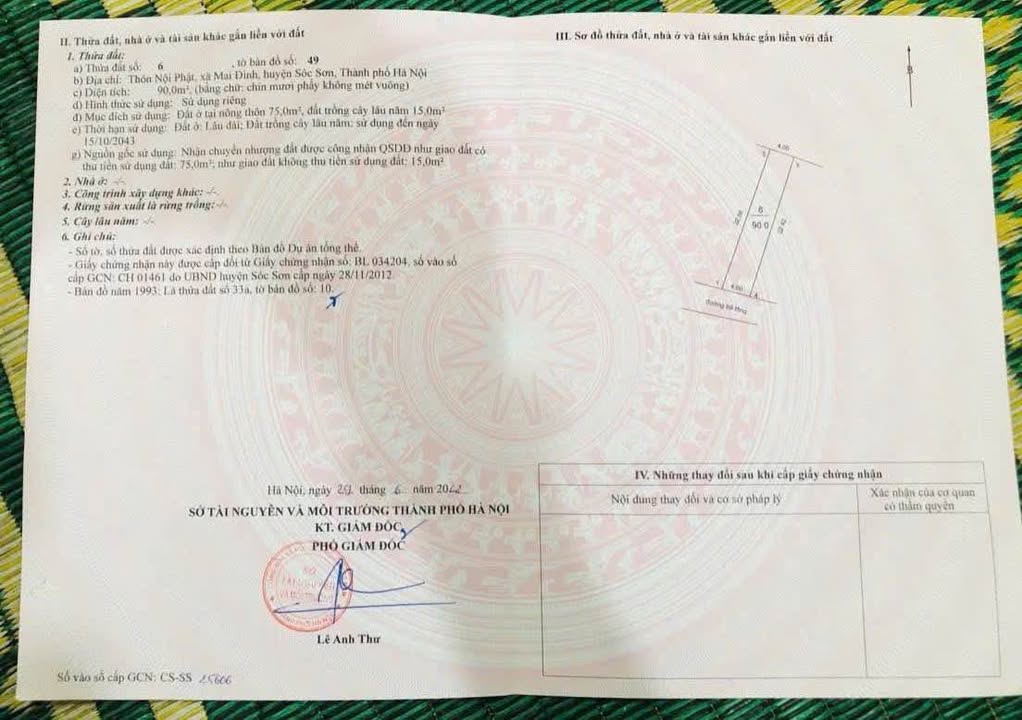 II. Thửa đất, nhà ở và tài sản khác gắn liền với đất
1. Thửa đất:
a) Thửa đất số: 6 , tờ bản đồ số: 49
b) Địa chỉ: Thôn Nội Phật, xã Mai Đình, huyện Sóc Sơn, Thành phố Hà Nội
c) Diện tích: 90,0m², (bằng chữ: chín mươi phẩy không mét vuông)
d) Hình thức sử dụng: Sử dụng riêng
đ) Mục đích sử dụng: Đất ở tại nông thôn 75,0m², đất trồng cây lâu năm 15,0m²
e) Thời hạn sử dụng: Đất ở: Lâu dài; Đất trồng cây lâu năm: sử dụng đến ngày
15/10/2043
g) Nguồn gốc sử dụng: Nhận chuyển nhượng đất được công nhận QSDĐ như giao đất có
thu tiền sử dụng đất: 75,0m²; như giao đất không thu tiền sử dụng đất: 15,0m²
2. Nhà ở: -/-
3. Công trình xây dựng khác: -/-
4. Rừng sản xuất là rừng trồng: -/-
5. Cây lâu năm: -/-
6. Ghi chú:
- Số tờ, số thửa đất được xác định theo Bản đồ Dự án tổng thể.
- Giấy chứng nhận này được cấp đổi từ Giấy chứng nhận số: BL 034204, số vào sổ
cấp GCN: CH 01461 do UBND huyện Sóc Sơn cấp ngày 28/11/2012.
- Bản đồ năm 1993: Là thửa đất số 33a, tờ bản đồ số: 10.
Hà Nội, ngày 29 tháng 6 năm 2022
SỞ TÀI NGUYÊN VÀ MÔI TRƯỜNG THÀNH PHỐ HÀ NỘI
KT. GIÁM ĐỐC
PHÓ GIÁM ĐỐC
Lê Anh Thư
Số vào sổ cấp GCN: CS-SS 25606
III. Sơ đồ thửa đất, nhà ở và tài sản khác gắn liền với đất
B
4.00
6
90.0
4.00
đường bê tông
IV. Những thay đổi sau khi cấp giấy chứng nhận
Nội dung thay đổi và cơ sở pháp lý
Xác nhận của cơ quan
có thẩm quyền